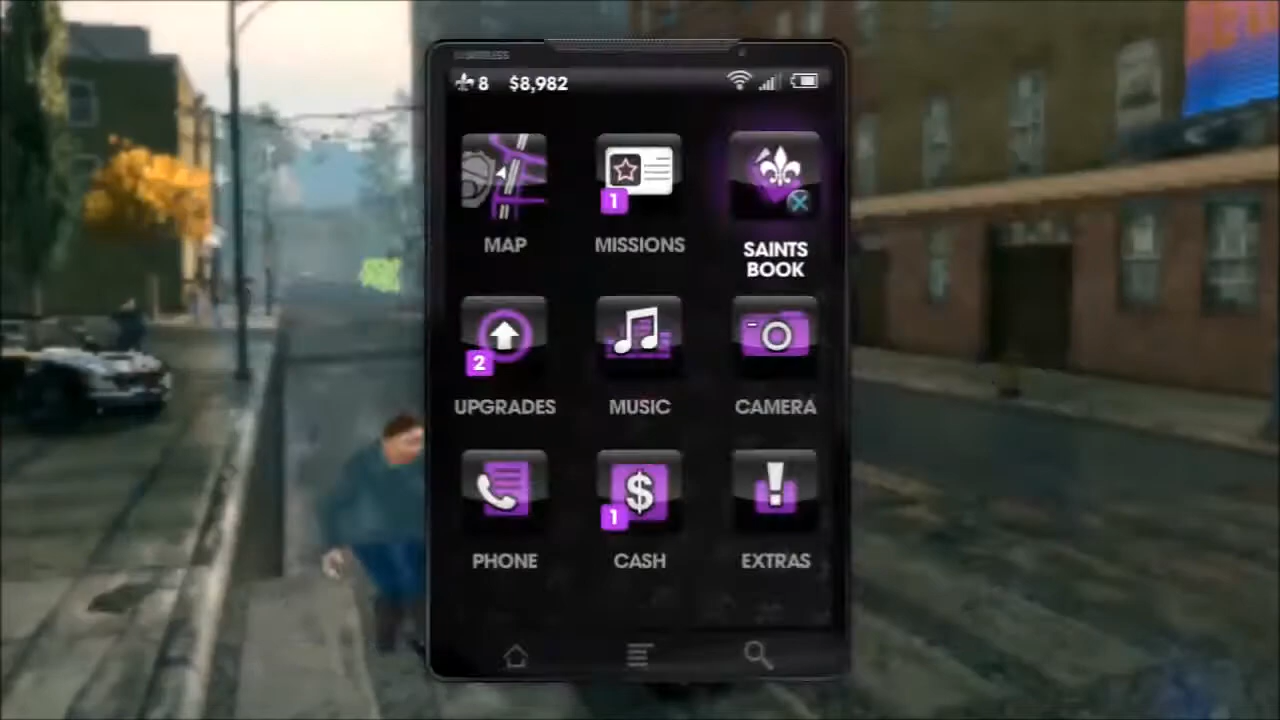 8 $8,982
MAP
1
MISSIONS
SAINTS
BOOK
2
UPGRADES
MUSIC
CAMERA
PHONE
1
CASH
EXTRAS